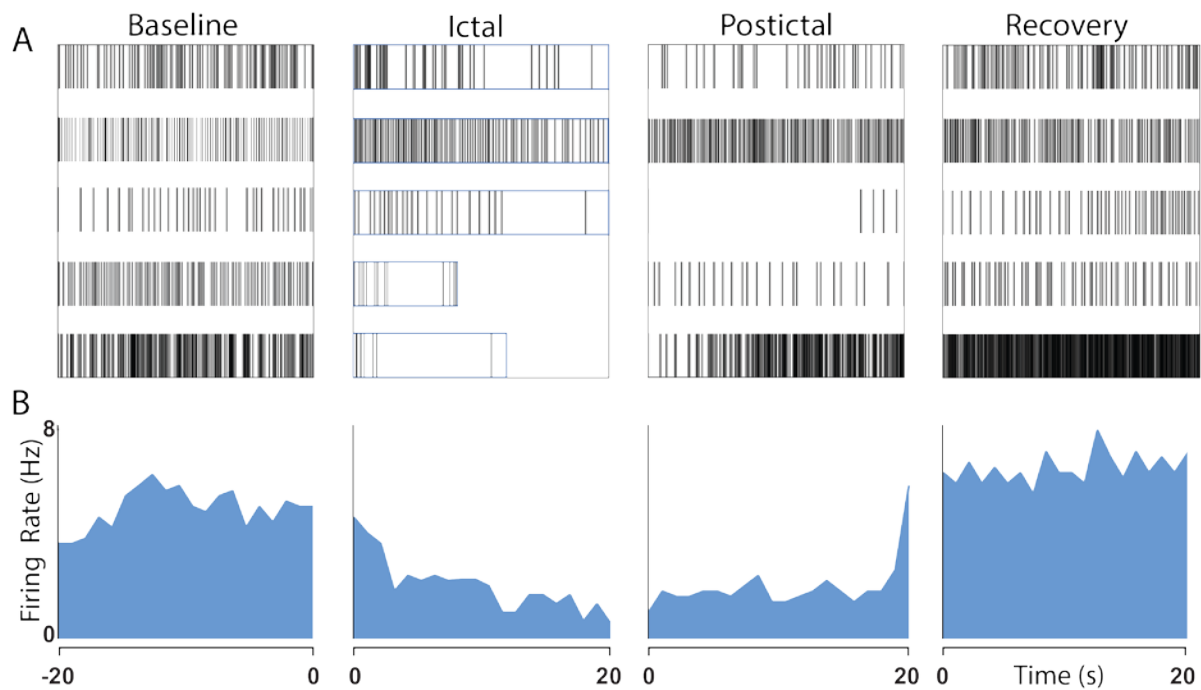 A
Baseline
Ictal
Postictal
Recovery
B
Firing Rate (Hz)
8
0
-20
0
0
20
0
20
0
Time (s)
20